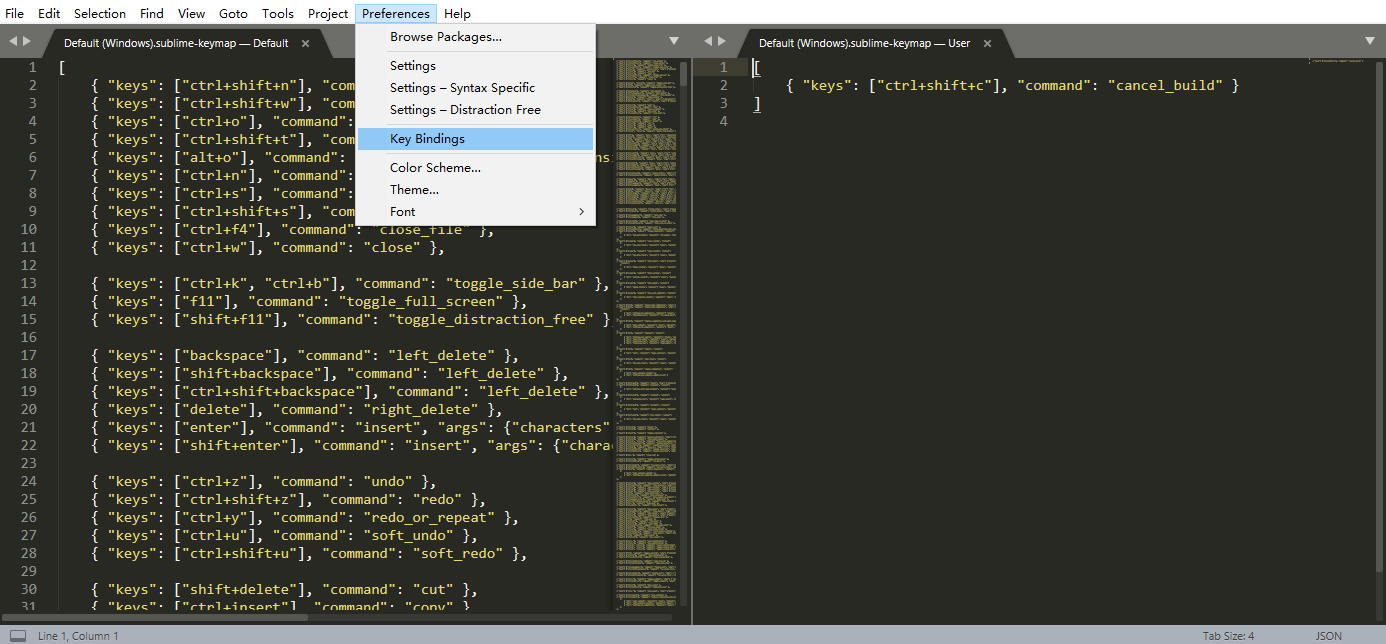 File Edit Selection Find View Goto Tools Project Preferences Help
Default (Windows).sublime-keymap — Default ×
Browse Packages...
Settings
Settings – Syntax Specific
Settings – Distraction Free
Key Bindings
Color Scheme...
Theme...
Font
1 [
2 { "keys": ["ctrl+shift+n"], "com
3 { "keys": ["ctrl+shift+w"], "com
4 { "keys": ["ctrl+o"], "command":
5 { "keys": ["ctrl+shift+t"], "com
6 { "keys": ["alt+o"], "command": nsi
7 { "keys": ["ctrl+n"], "command":
8 { "keys": ["ctrl+s"], "command":
9 { "keys": ["ctrl+shift+s"], "com
10 { "keys": ["ctrl+f4"], "command": "close_file" },
11 { "keys": ["ctrl+w"], "command": "close" },
12
13 { "keys": ["ctrl+k", "ctrl+b"], "command": "toggle_side_bar" },
14 { "keys": ["f11"], "command": "toggle_full_screen" },
15 { "keys": ["shift+f11"], "command": "toggle_distraction_free" }
16
17 { "keys": ["backspace"], "command": "left_delete" },
18 { "keys": ["shift+backspace"], "command": "left_delete" },
19 { "keys": ["ctrl+shift+backspace"], "command": "left_delete" },
20 { "keys": ["delete"], "command": "right_delete" },
21 { "keys": ["enter"], "command": "insert", "args": {"characters"
22 { "keys": ["shift+enter"], "command": "insert", "args": {"chara
23
24 { "keys": ["ctrl+z"], "command": "undo" },
25 { "keys": ["ctrl+shift+z"], "command": "redo" },
26 { "keys": ["ctrl+y"], "command": "redo_or_repeat" },
27 { "keys": ["ctrl+u"], "command": "soft_undo" },
28 { "keys": ["ctrl+shift+u"], "command": "soft_redo" },
29
30 { "keys": ["shift+delete"], "command": "cut" },
31 { "keys": ["ctrl+insert"], "command": "copy" }
Default (Windows).sublime-keymap — User ×
1 [
2 { "keys": ["ctrl+shift+c"], "command": "cancel_build" }
3 ]
4
Line 1, Column 1
Tab Size: 4
JSON